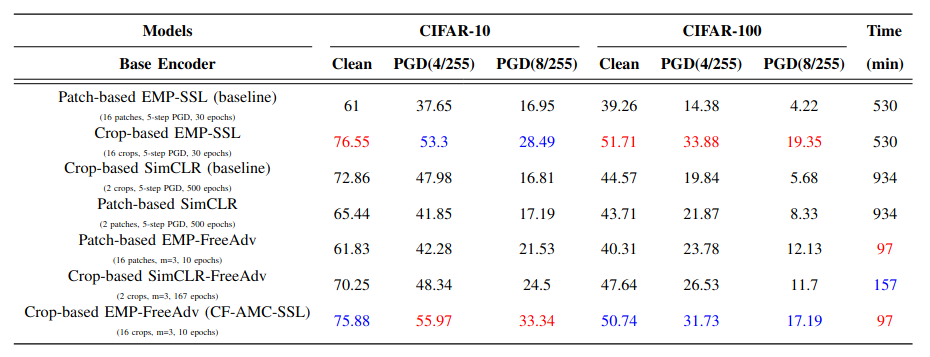 Models CIFAR-10 CIFAR-100 Time
Base Encoder Clean PGD(4/255) PGD(8/255) Clean PGD(4/255) PGD(8/255) (min)
Patch-based EMP-SSL (baseline) 61 37.65 16.95 39.26 14.38 4.22 530
(16 patches, 5-step PGD, 30 epochs)
Crop-based EMP-SSL 76.55 53.3 28.49 51.71 33.88 19.35 530
(16 crops, 5-step PGD, 30 epochs)
Crop-based SimCLR (baseline) 72.86 47.98 16.81 44.57 19.84 5.68 934
(2 crops, 5-step PGD, 500 epochs)
Patch-based SimCLR 65.44 41.85 17.19 43.71 21.87 8.33 934
(2 patches, 5-step PGD, 500 epochs)
Patch-based EMP-FreeAdv 61.83 42.28 21.53 40.31 23.78 12.13 97
(16 patches, m=3, 10 epochs)
Crop-based SimCLR-FreeAdv 70.25 48.34 24.5 47.64 26.53 11.7 157
(2 crops, m=3, 167 epochs)
Crop-based EMP-FreeAdv (CF-AMC-SSL) 75.88 55.97 33.34 50.74 31.73 17.19 97
(16 crops, m=3, 10 epochs)